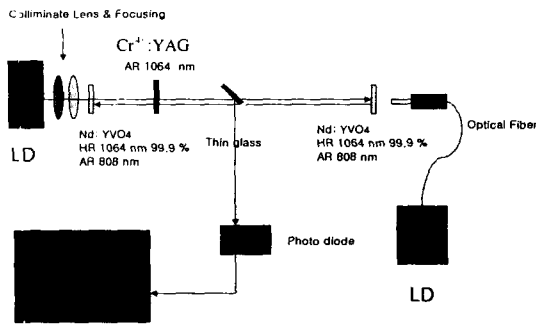 Colliminate Lens & Focusing
Cr⁴⁺:YAG
AR 1064 nm
Nd: YVO4
HR 1064 nm 99.9 %
AR 808 nm
LD
Thin glass
Nd: YVO4
HR 1064 nm 99.9 %
AR 808 nm
Optical Fiber
Photo diode
LD